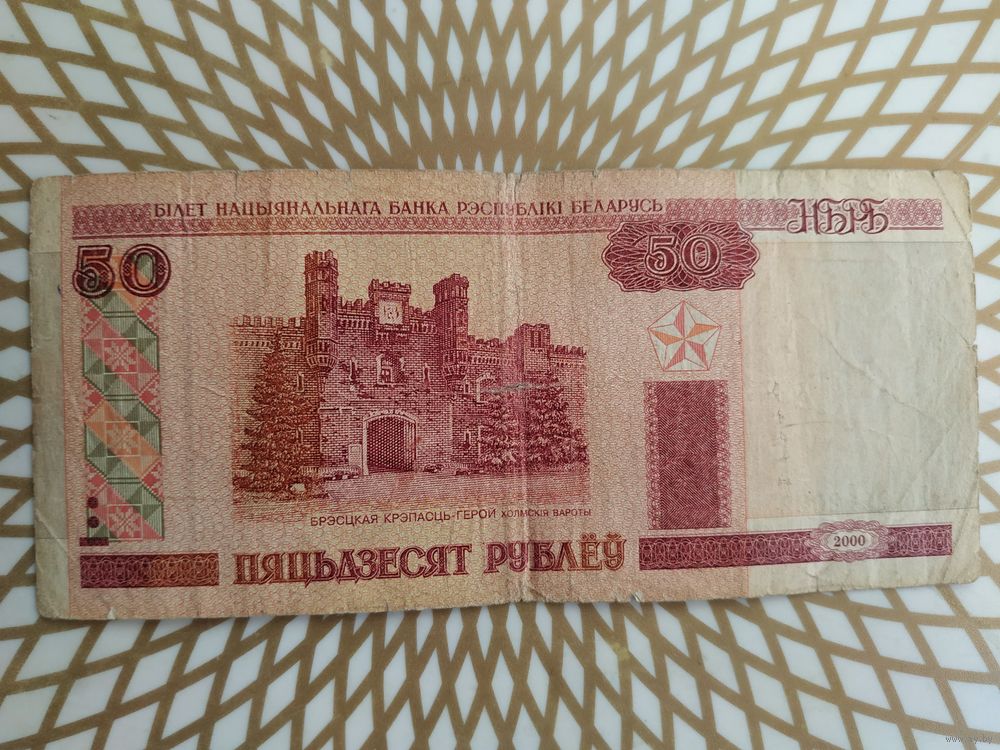 БІЛЕТ НАЦЫЯНАЛЬНАГА БАНКА РЭСПУБЛІКІ БЕЛАРУСЬ
НБРБ
50
50
БРЭСЦКАЯ КРЭПАСЦЬ-ГЕРОЙ ХОЛМСКІЯ ВАРОТЫ
ПЯЦЬДЗЕСЯТ РУБЛЁЎ
2000